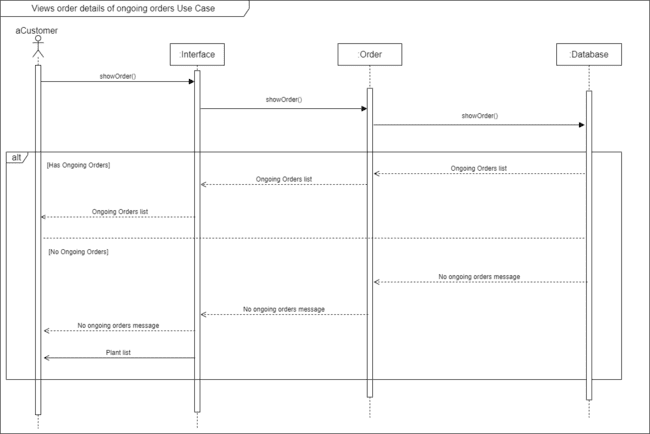 Views order details of ongoing orders Use Case
aCustomer
:Interface
:Order
:Database
showOrder()
showOrder()
showOrder()
alt
[Has Ongoing Orders]
Ongoing Orders list
Ongoing Orders list
Ongoing Orders list
[No Ongoing Orders]
No ongoing orders message
No ongoing orders message
No ongoing orders message
Plant list